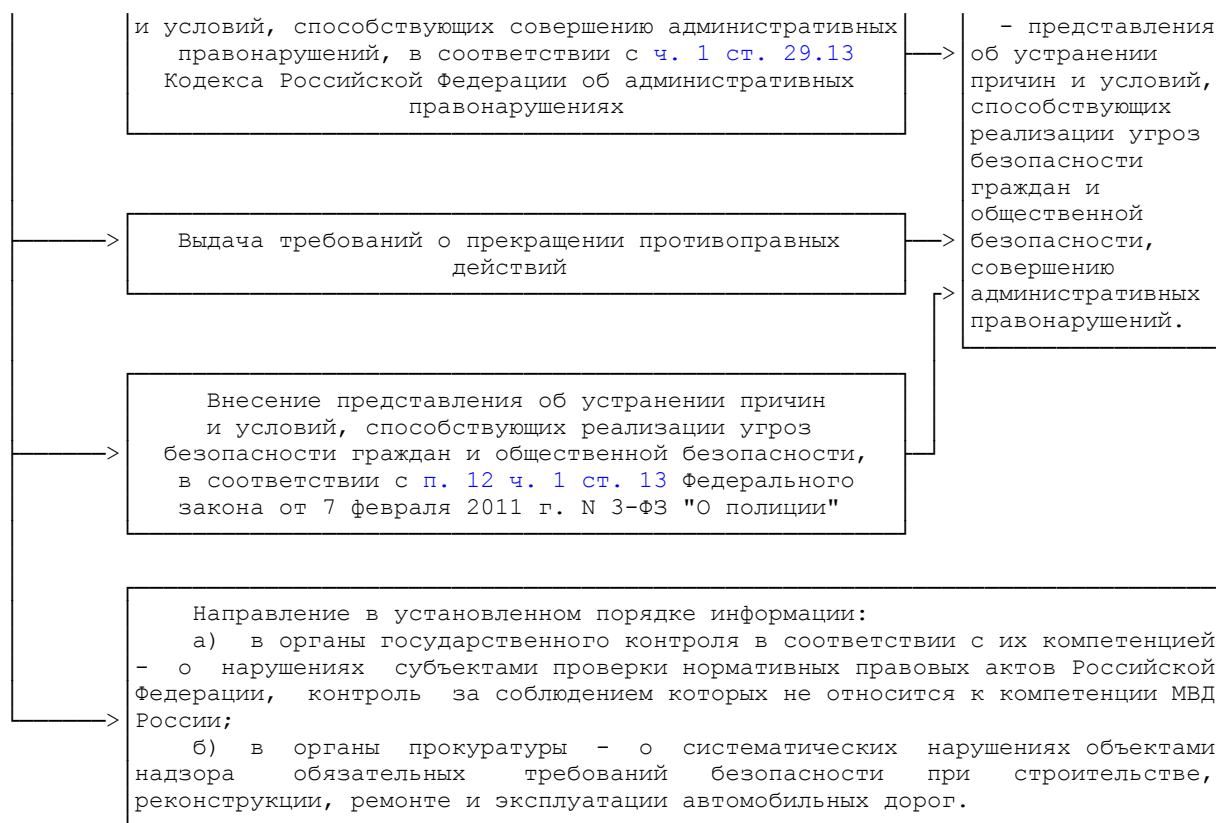 и условий, способствующих совершению административных
правонарушений, в соответствии с ч. 1 ст. 29.13
Кодекса Российской Федерации об административных
правонарушениях
- представления
об устранении
причин и условий,
способствующих
реализации угроз
безопасности
граждан и
общественной
безопасности,
совершению
административных
правонарушений.
Выдача требований о прекращении противоправных
действий
Внесение представления об устранении причин
и условий, способствующих реализации угроз
безопасности граждан и общественной безопасности,
в соответствии с п. 12 ч. 1 ст. 13 Федерального
закона от 7 февраля 2011 г. N 3-ФЗ "О полиции"
Направление в установленном порядке информации:
а) в органы государственного контроля в соответствии с их компетенцией
- о нарушениях субъектами проверки нормативных правовых актов Российской
Федерации, контроль за соблюдением которых не относится к компетенции МВД
России;
б) в органы прокуратуры - о систематических нарушениях объектами
надзора обязательных требований безопасности при строительстве,
реконструкции, ремонте и эксплуатации автомобильных дорог.